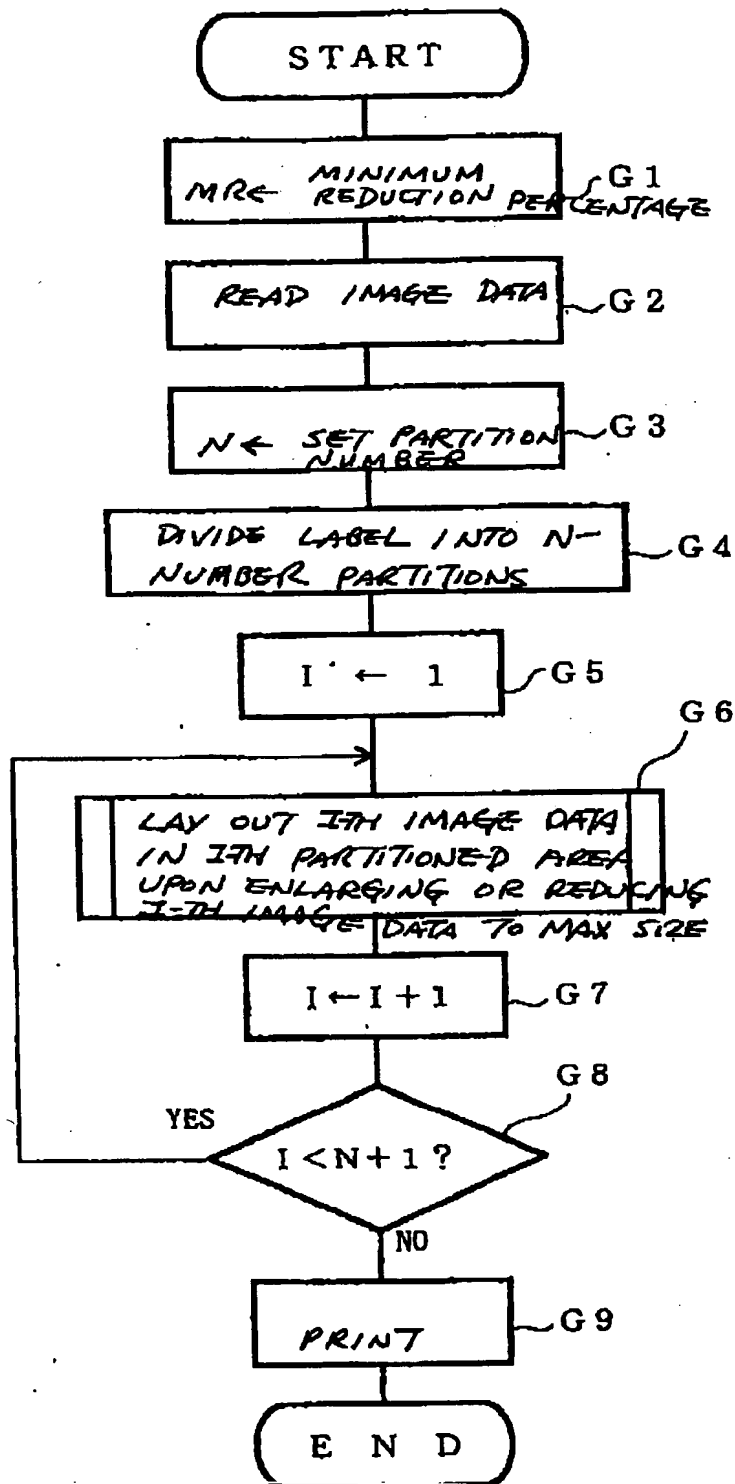 START
MINIMUM
MR← REDUCTION PERCENTAGE
G1
READ IMAGE DATA
G2
N← SET PARTITION
NUMBER
G3
DIVIDE LABEL INTO N-
NUMBER PARTITIONS
G4
I ← 1
G5
G6
LAY OUT I-TH IMAGE DATA
IN I-TH PARTITIONED AREA
UPON ENLARGING OR REDUCING
I-TH IMAGE DATA TO MAX SIZE
I←I+1
G7
G8
YES
I<N+1?
NO
PRINT
G9
END